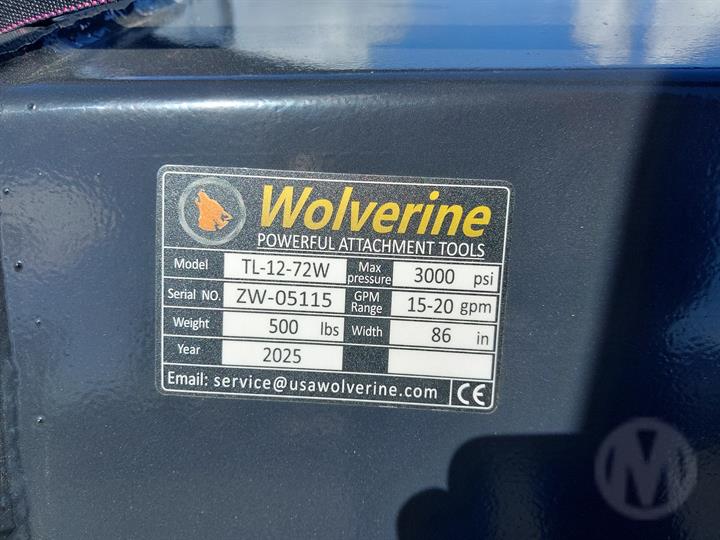 Wolverine
POWERFUL ATTACHMENT TOOLS
Model TL-12-72W Max pressure 3000 psi
Serial NO. ZW-05115 GPM Range 15-20 gpm
Weight 500 lbs Width 86 in
Year 2025
Email: service@usawolverine.com CE
M